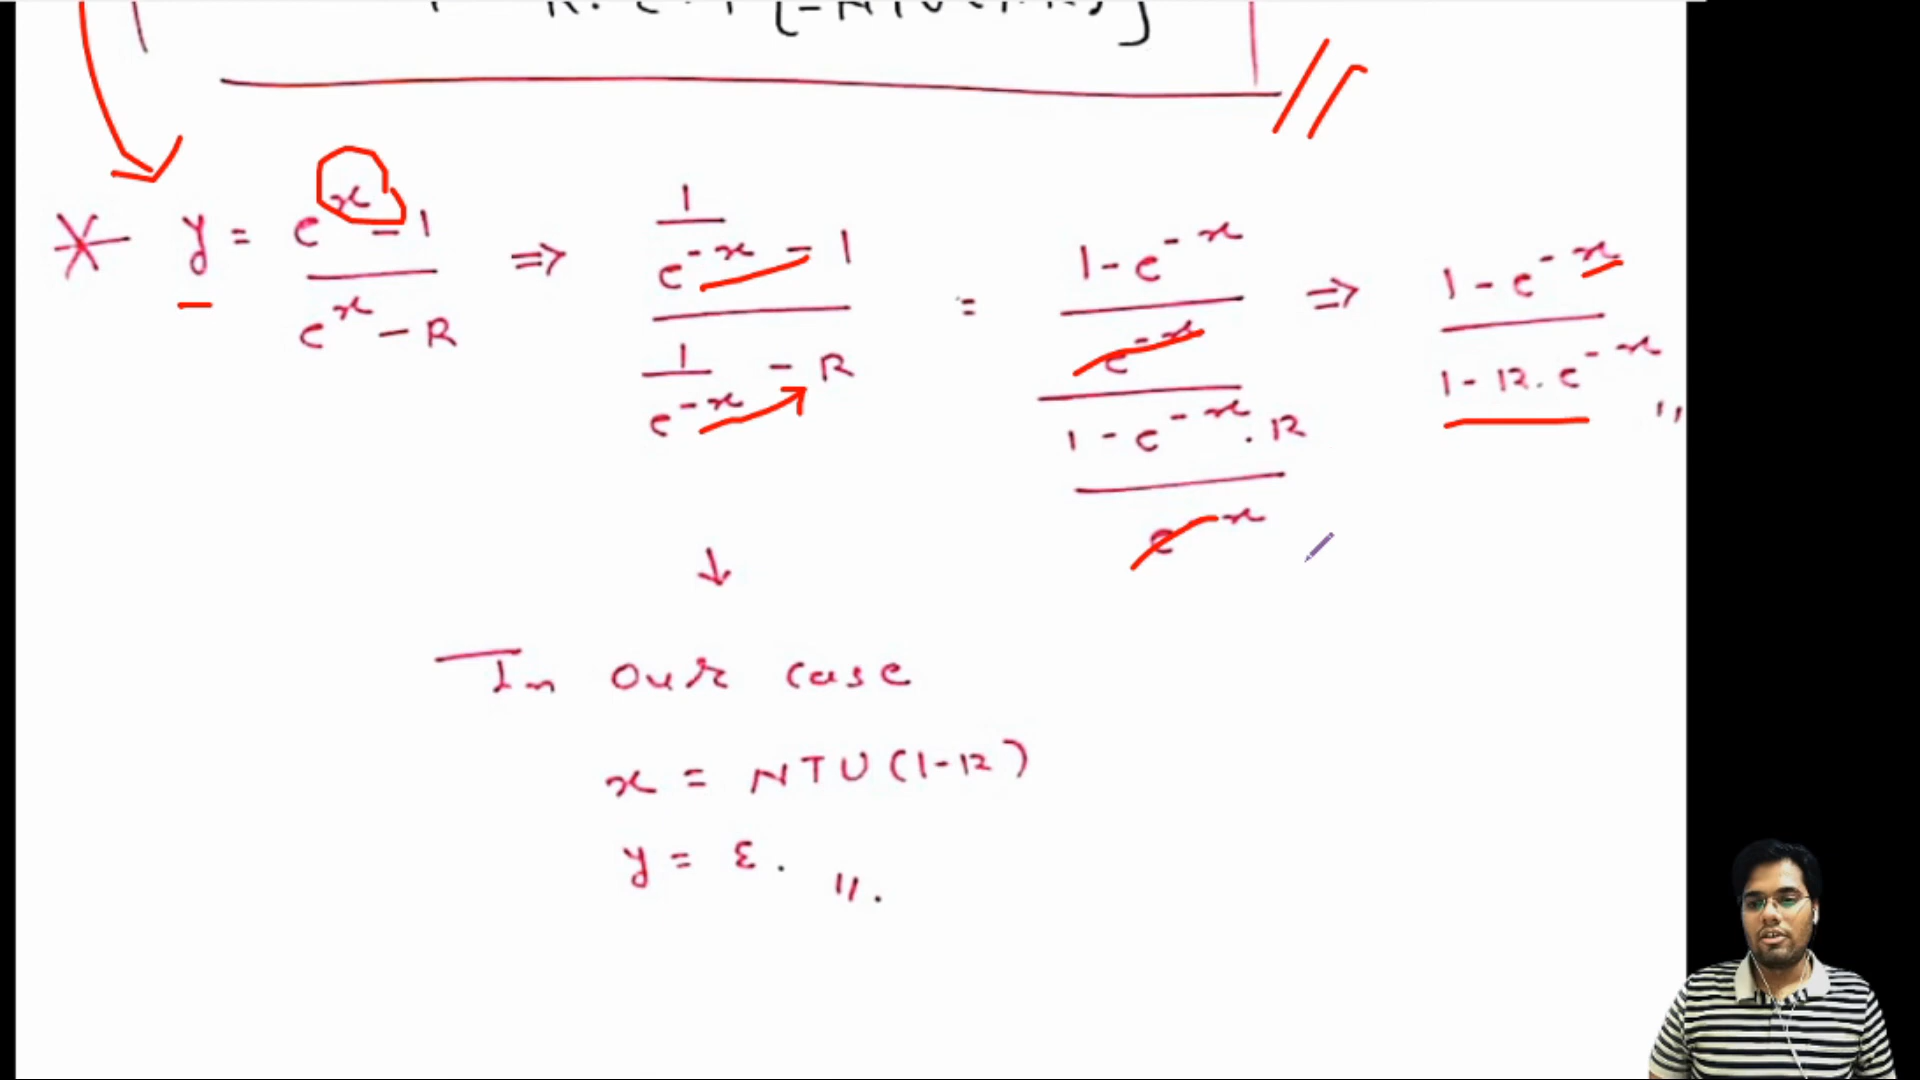 y = e^x - 1 / e^x - R => 1/e^-x - 1 / 1/e^-x - R = 1 - e^-x / e^-x / 1 - e^-x . R / e^-x => 1 - e^-x / 1 - R . e^-x //
↓
In our case
x = NTU (1-R)
y = ε . //.